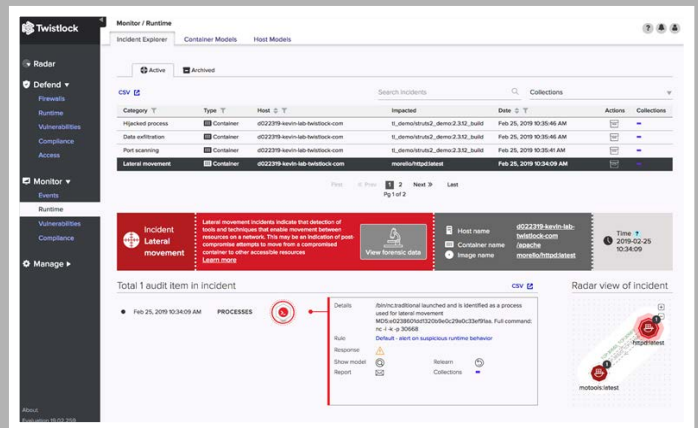 Twistlock
Monitor / Runtime
Incident Explorer Container Models Host Models
Radar
Defend
Firewalls
Runtime
Vulnerabilities
Compliance
Access
Monitor
Events
Runtime
Vulnerabilities
Compliance
Manage
About
Active Archived
CSV Search incidents Collections
Category Type Host Impacted Date Actions Collections
Hijacked process Container d022319-kevin-lab-twistlock-com tl_demo/struts2_demo:2.3.12_build Feb 25, 2019 10:35:46 AM
Data exfiltration Container d022319-kevin-lab-twistlock-com tl_demo/struts2_demo:2.3.12_build Feb 25, 2019 10:35:46 AM
Port scanning Container d022319-kevin-lab-twistlock-com tl_demo/struts2_demo:2.3.12_build Feb 25, 2019 10:35:41 AM
Lateral movement Container d022319-kevin-lab-twistlock-com morello/httpd:latest Feb 25, 2019 10:34:09 AM
First Prev 1 2 Next Last
Pg 1 of 2
Incident
Lateral
movement
Lateral movement incidents indicate that detection of
tools and techniques that enable movement between
resources on a network. This may be an indication of post-
compromise attempts to move from a compromised
container to other accessible resources
Learn more
View forensic data
Host name d022319-kevin-lab-
twistlock-com
Container name /apache
Image name morello/httpd:latest
Time
2019-02-25
10:34:09
Total 1 audit item in incident CSV
Feb 25, 2019 10:34:09 AM PROCESSES
Details /bin/nc.traditional launched and is identified as a process
used for lateral movement
Full command:
nc -l -k -p 30668
Rule Default - alert on suspicious runtime behavior
Response
Show model Relearn
Report Collections
Radar view of incident
httpd:latest
motools:latest